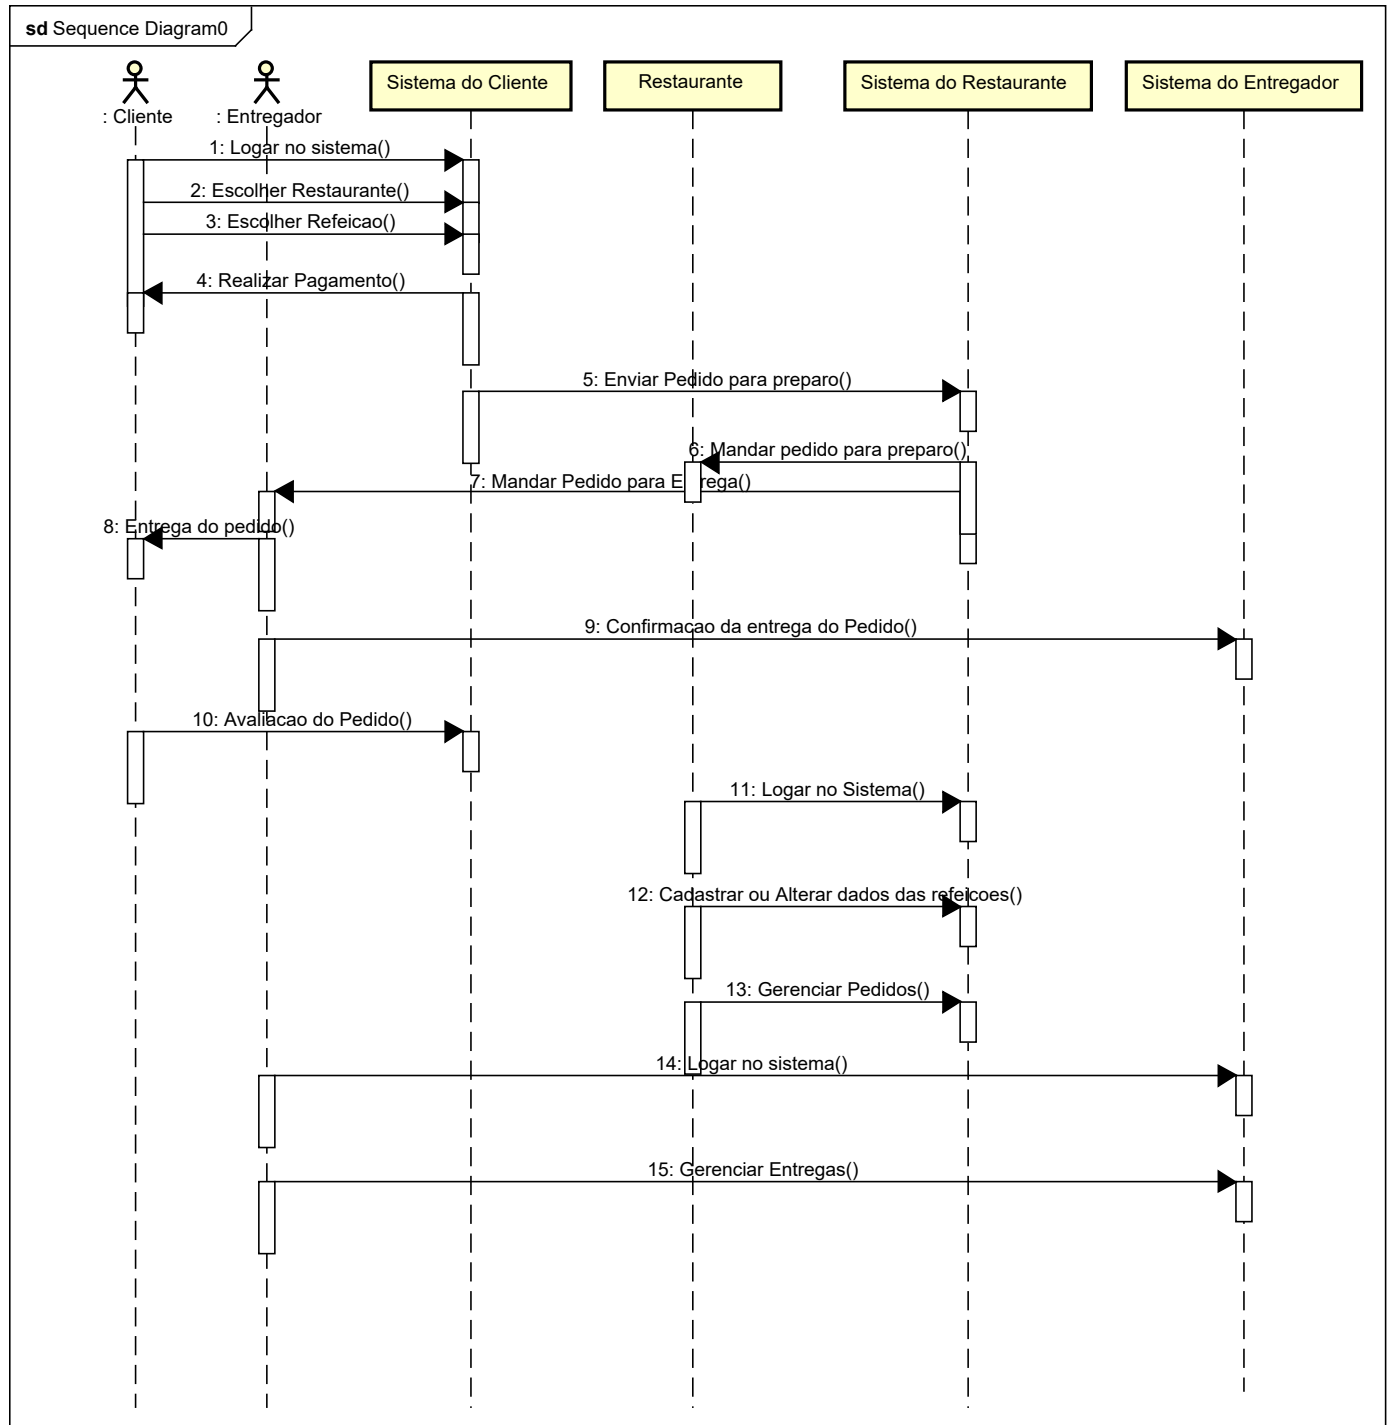 sd Sequence Diagram0
Sistema do Cliente
Restaurante
Sistema do Restaurante
Sistema do Entregador
: Cliente
: Entregador
1: Logar no sistema()
2: Escolher Restaurante()
3: Escolher Refeicao()
4: Realizar Pagamento()
5: Enviar Pedido para preparo()
6: Mandar pedido para preparo()
7: Mandar Pedido para Entrega()
8: Entrega do pedido()
9: Confirmacao da entrega do Pedido()
10: Avaliacao do Pedido()
11: Logar no Sistema()
12: Cadastrar ou Alterar dados das refeicoes()
13: Gerenciar Pedidos()
14: Logar no sistema()
15: Gerenciar Entregas()